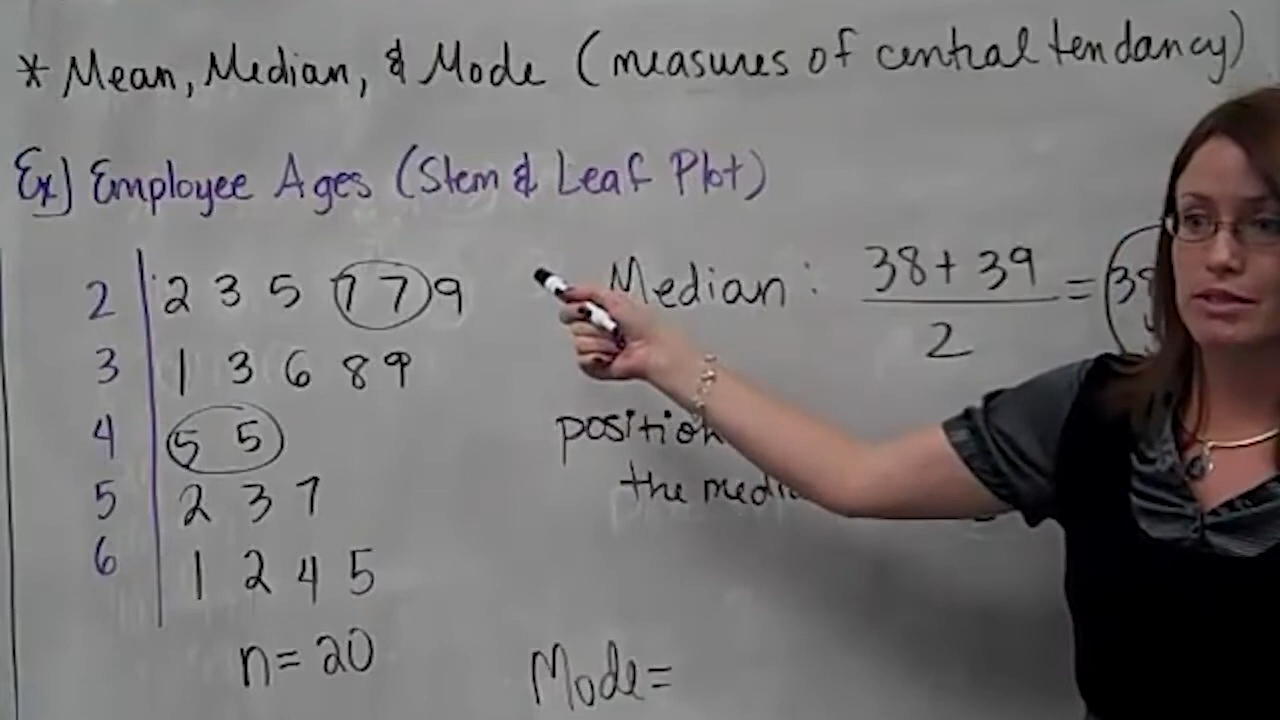 * Mean, Median, & Mode (measures of central tendancy)
Ex) Employee Ages (Stem & Leaf Plot)
2 | 2 3 5 7 7 9
3 | 1 3 6 8 9
4 | 5 5
5 | 2 3 7
6 | 1 2 4 5
n=20
Median: 38+39
2
=
position
the
Mode=